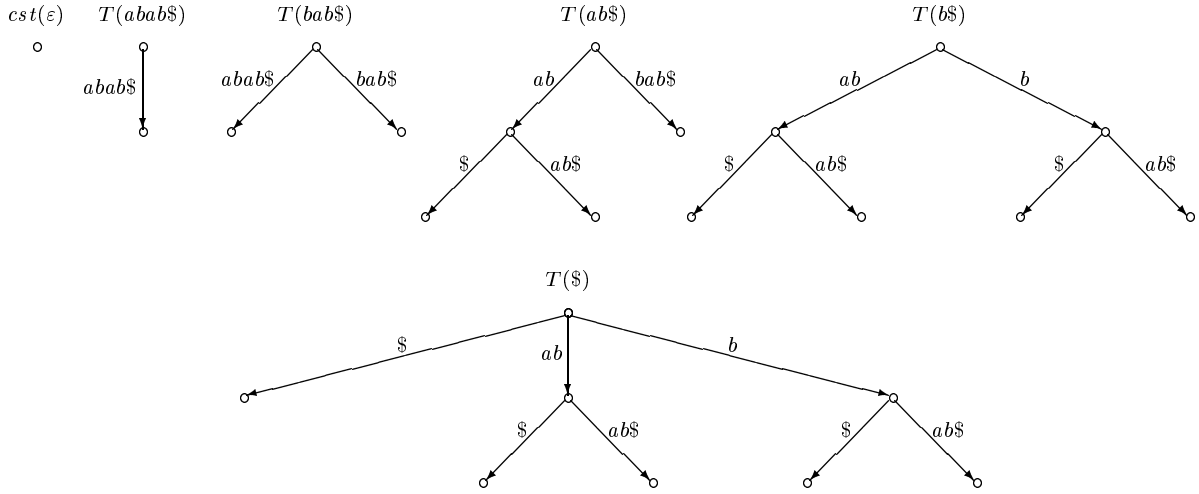 cst(ε) T(abab$) T(bab$) T(ab$) T(b$)
abab$ abab$ bab$ ab bab$ ab b
$ ab$ $ ab$ $ ab$
T($)
$ ab b
$ ab$ $ ab$